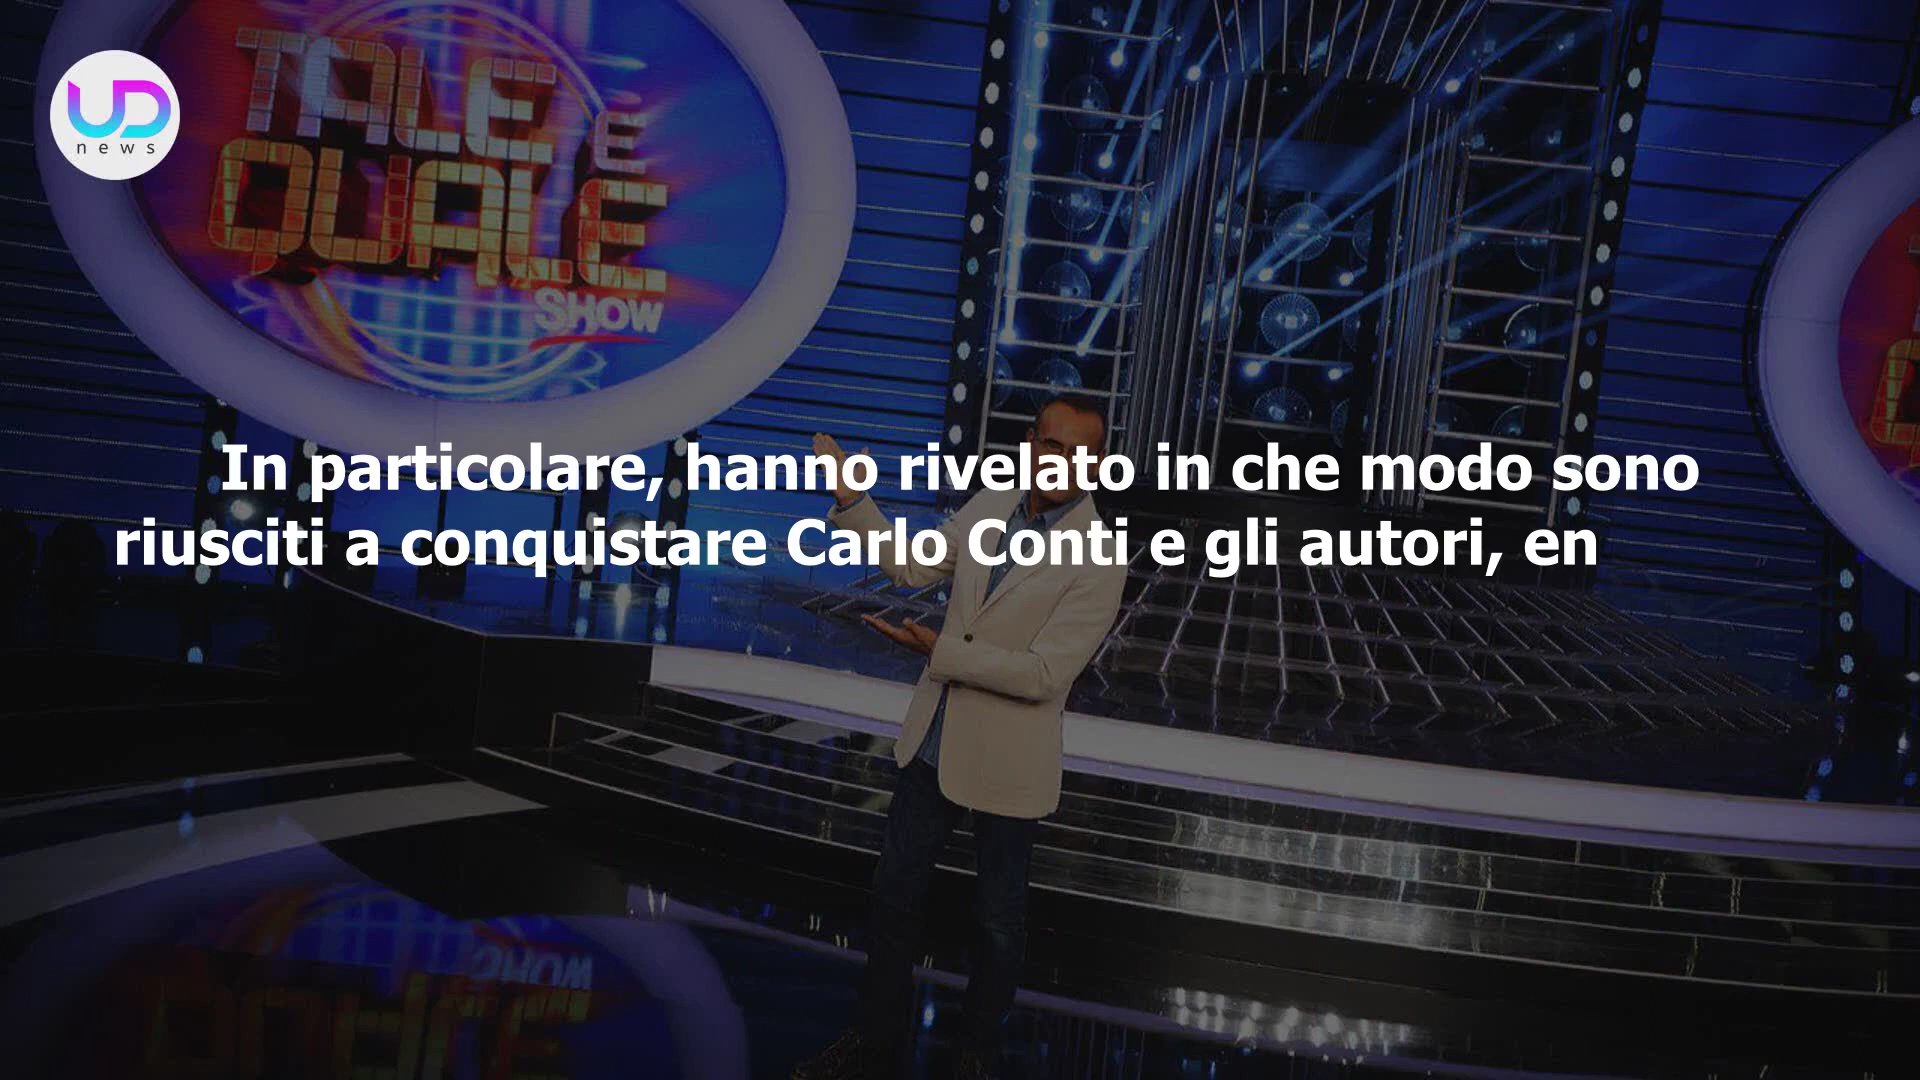 UD
news
TALE E
QUALE
SHOW
In particolare, hanno rivelato in che modo sono
riusciti a conquistare Carlo Conti e gli autori, en
SHOW